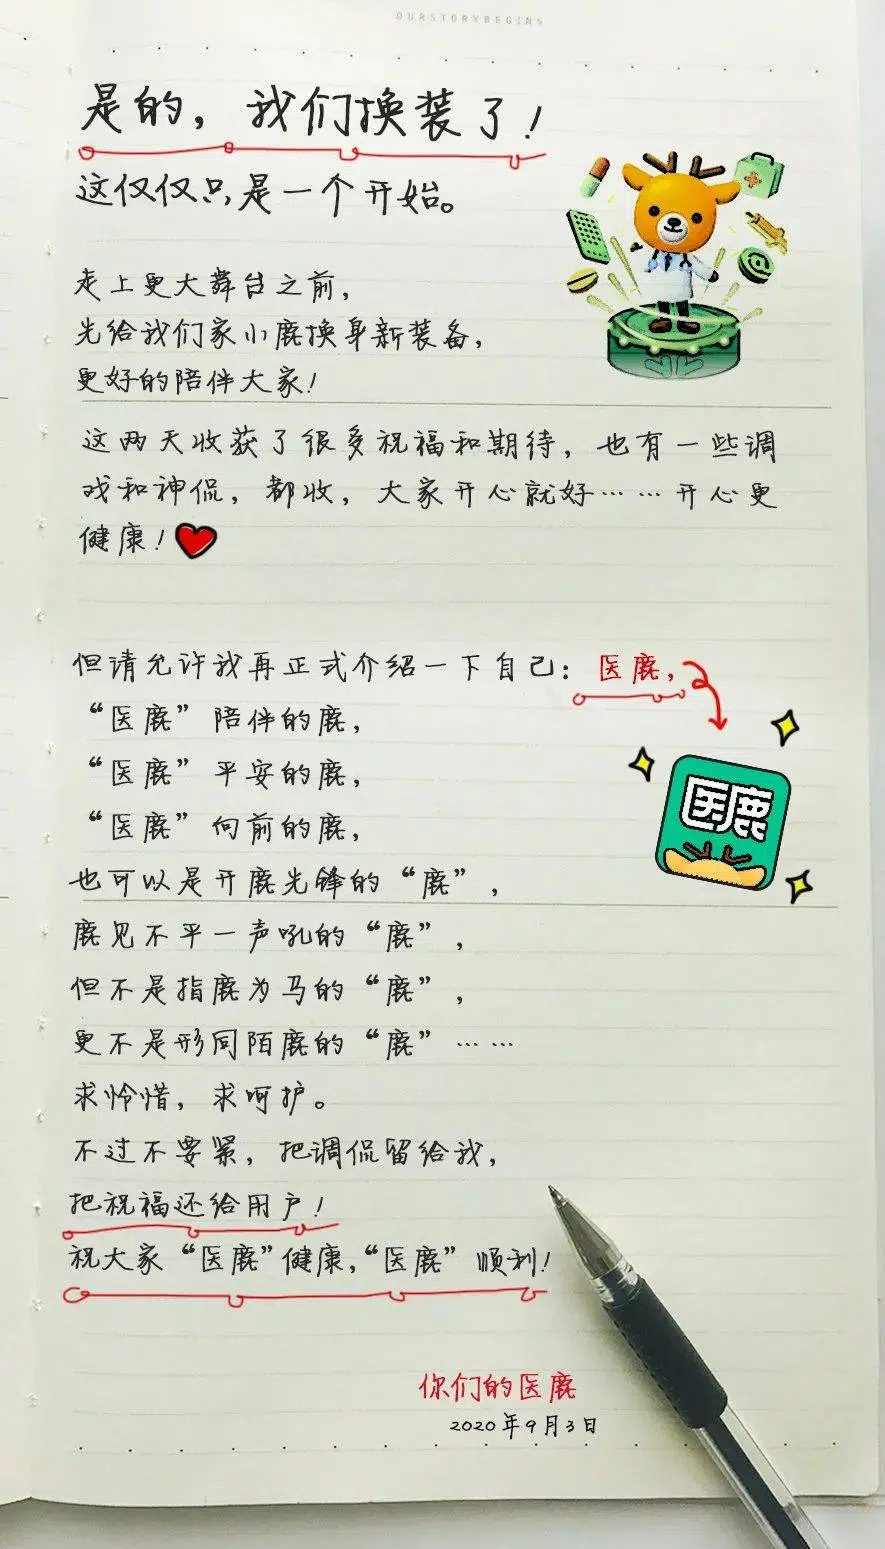 OURSTORYBEGINS
是的，我们换装了！
这仅仅只是一个开始。
走上更大舞台之前，
先给我们家小鹿换身新装备，
更好的陪伴大家！
这两天收获了很多祝福和期待，也有一些调
戏和神侃，都收，大家开心就好……开心更
健康！
但请允许我再正式介绍一下自己：医鹿，
“医鹿”陪伴的鹿，
“医鹿”平安的鹿，
医鹿
“医鹿”向前的鹿，
也可以是开鹿先锋的“鹿”，
鹿见不平一声吼的“鹿”，
但不是指鹿为马的“鹿”，
更不是形同陌鹿的“鹿”……
求怜惜，求呵护。
不过不要紧，把调侃留给我，
把祝福还给用户！
祝大家“医鹿”健康，“医鹿”顺利！
你们的医鹿
2020年9月3日